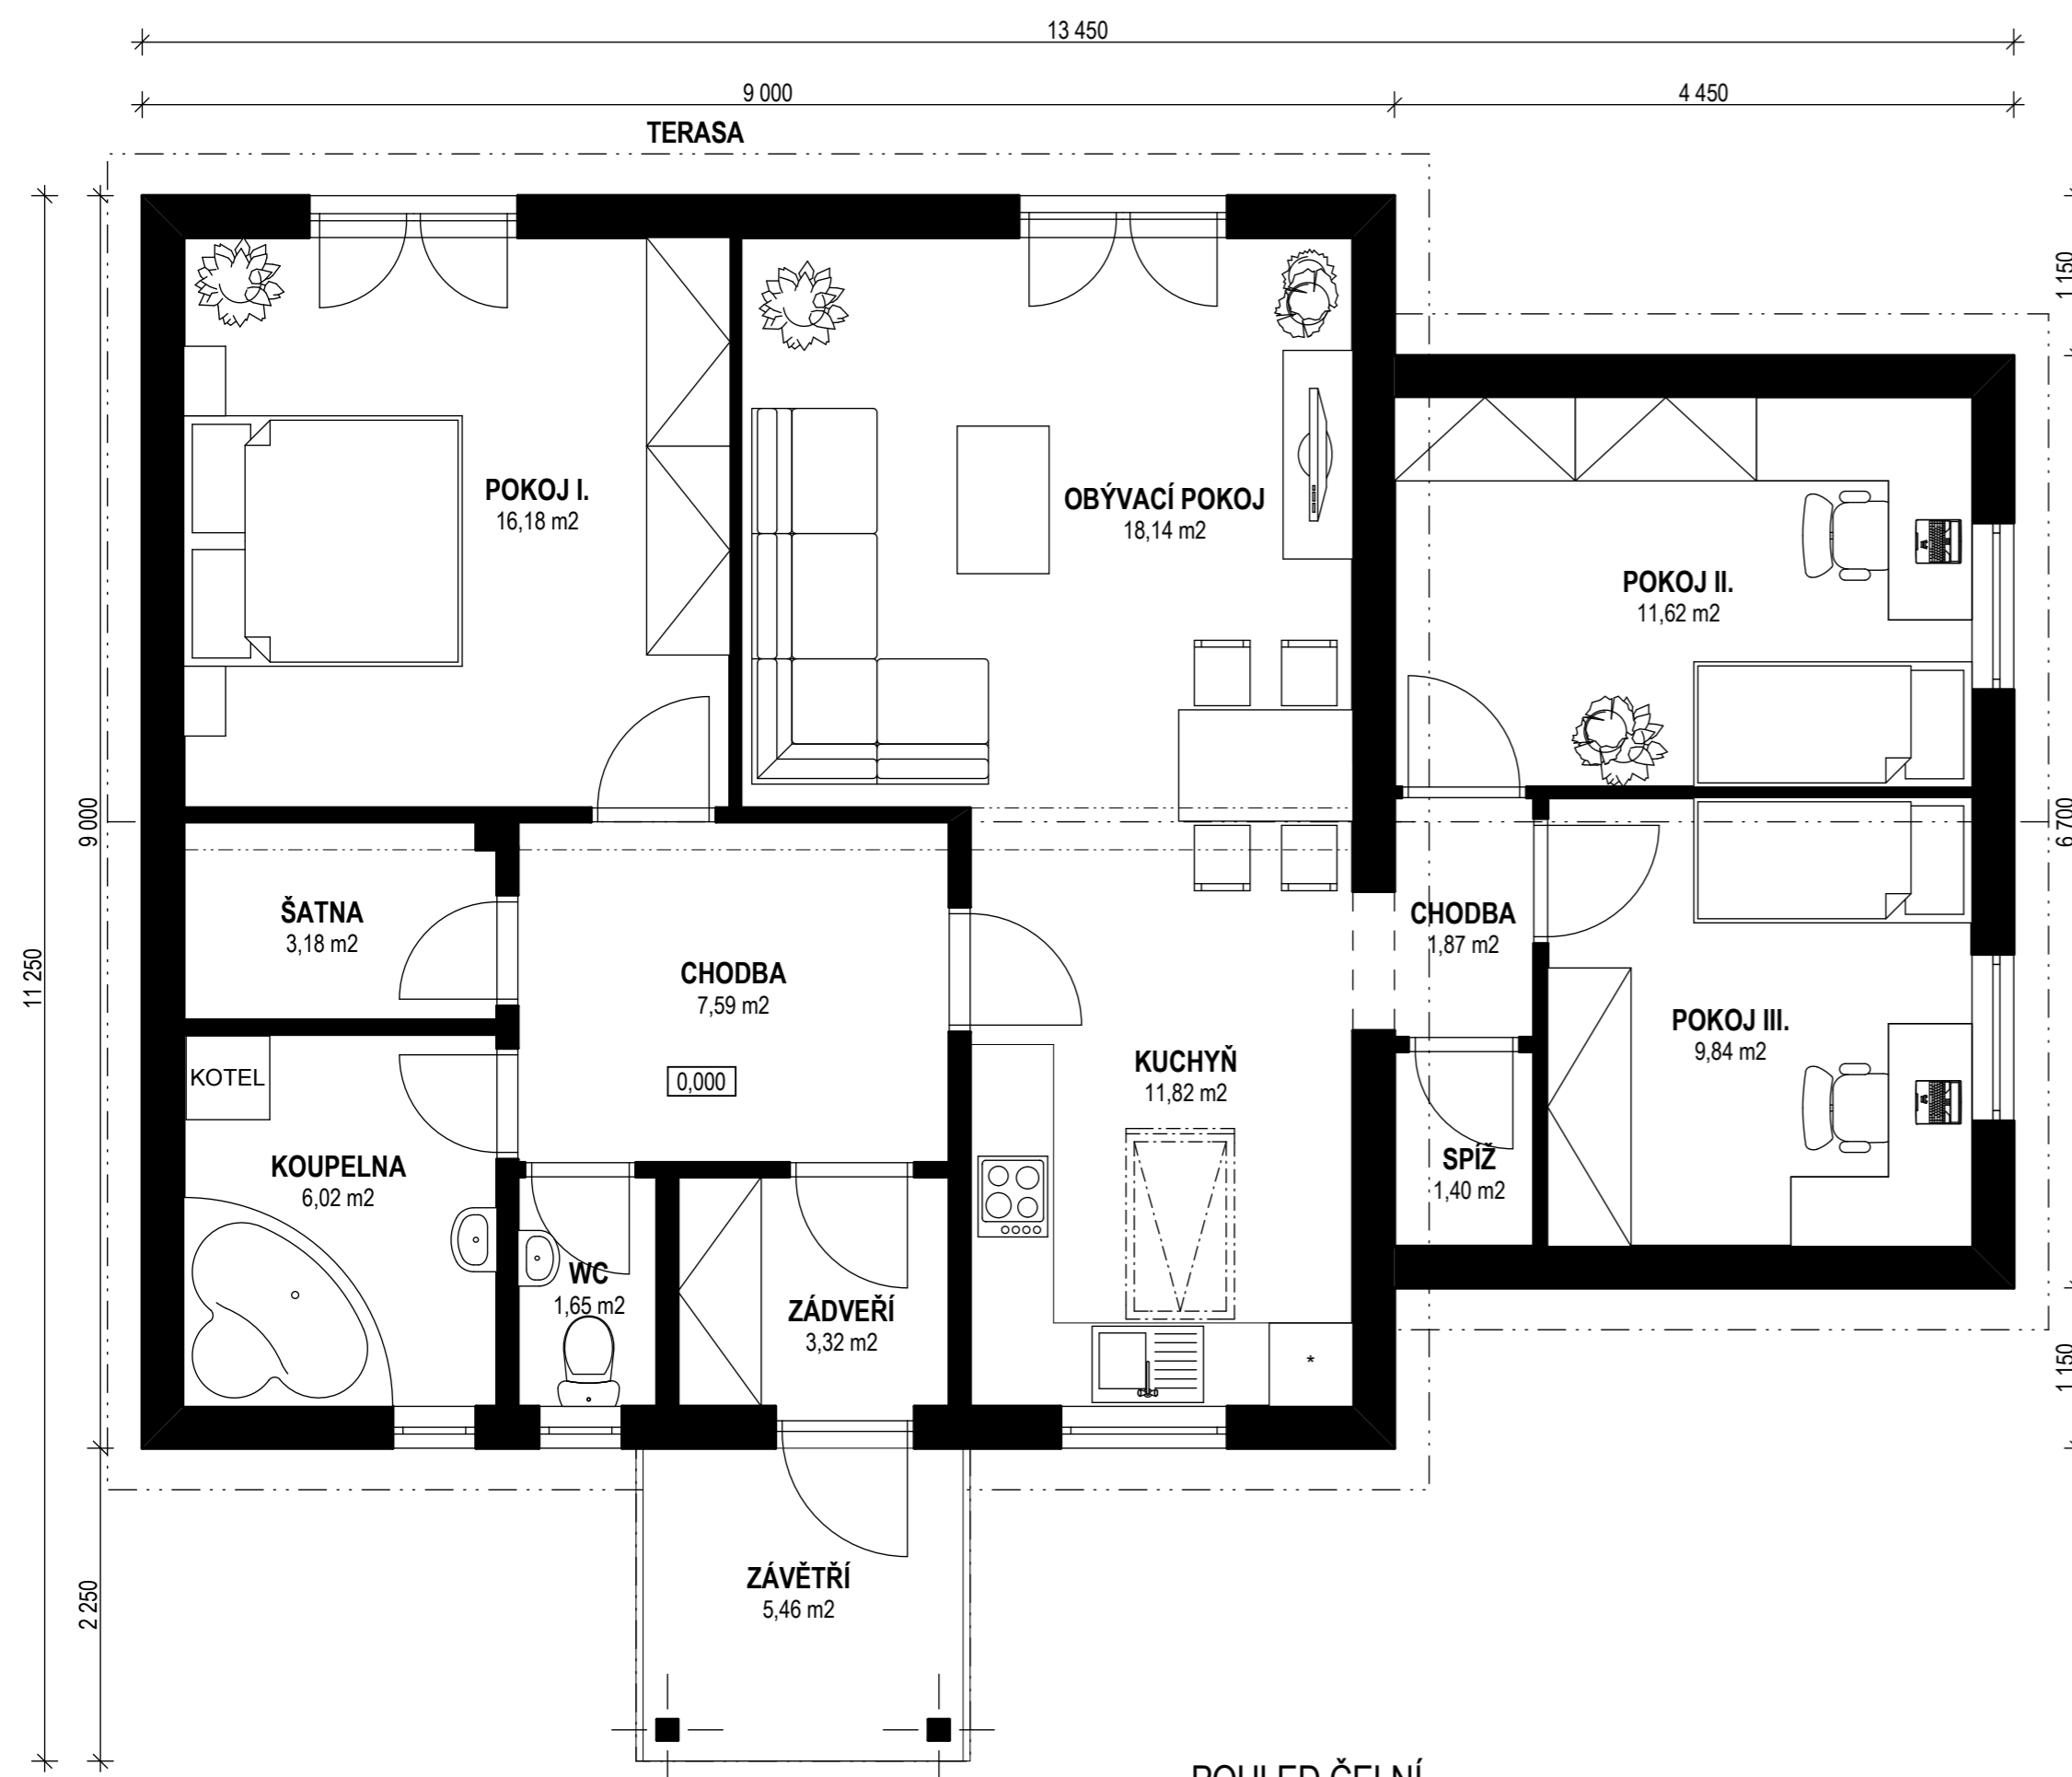 13 450
9 000
4 450
TERASA
1 150
POKOJ I.
16,18 m2
OBÝVACÍ POKOJ
18,14 m2
POKOJ II.
11,62 m2
9 000
6 700
11 250
ŠATNA
3,18 m2
CHODBA
7,59 m2
0,000
CHODBA
1,87 m2
POKOJ III.
9,84 m2
KOTEL
KUCHYŇ
11,82 m2
KOUPELNA
6,02 m2
SPÍŽ
1,40 m2
WC
1,65 m2
ZÁDVEŘÍ
3,32 m2
*
1 150
ZÁVĚTŘÍ
5,46 m2
2 250
POHLED ČELNÍ